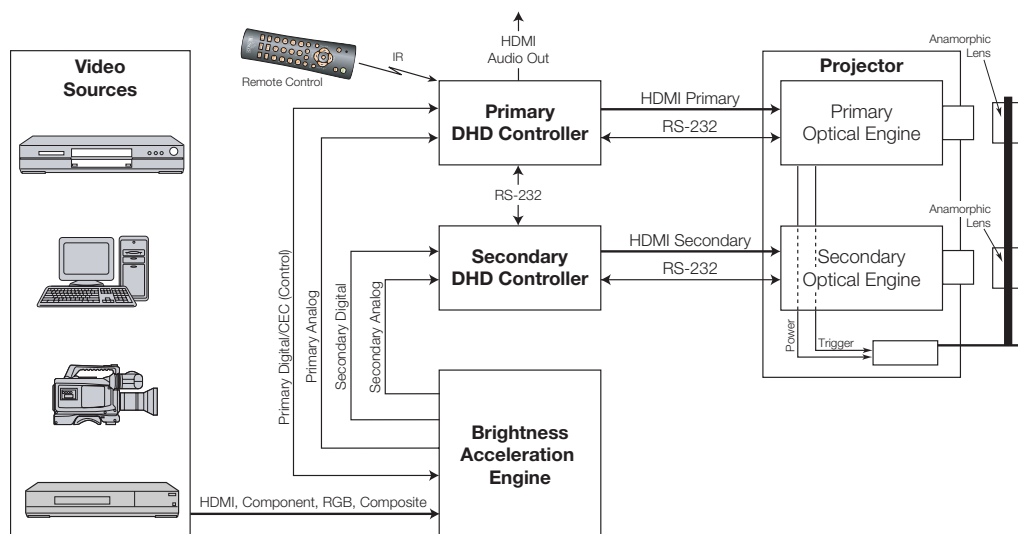 Video
Sources
Remote Control
IR
HDMI
Audio Out
Primary
DHD Controller
HDMI Primary
RS-232
Projector
Primary
Optical Engine
Anamorphic
Lens
RS-232
Secondary
DHD Controller
HDMI Secondary
RS-232
Secondary
Optical Engine
Anamorphic
Lens
Power
Trigger
Primary Digital/CEC (Control)
Primary Analog
Secondary Digital
Secondary Analog
Brightness
Acceleration
Engine
HDMI, Component, RGB, Composite